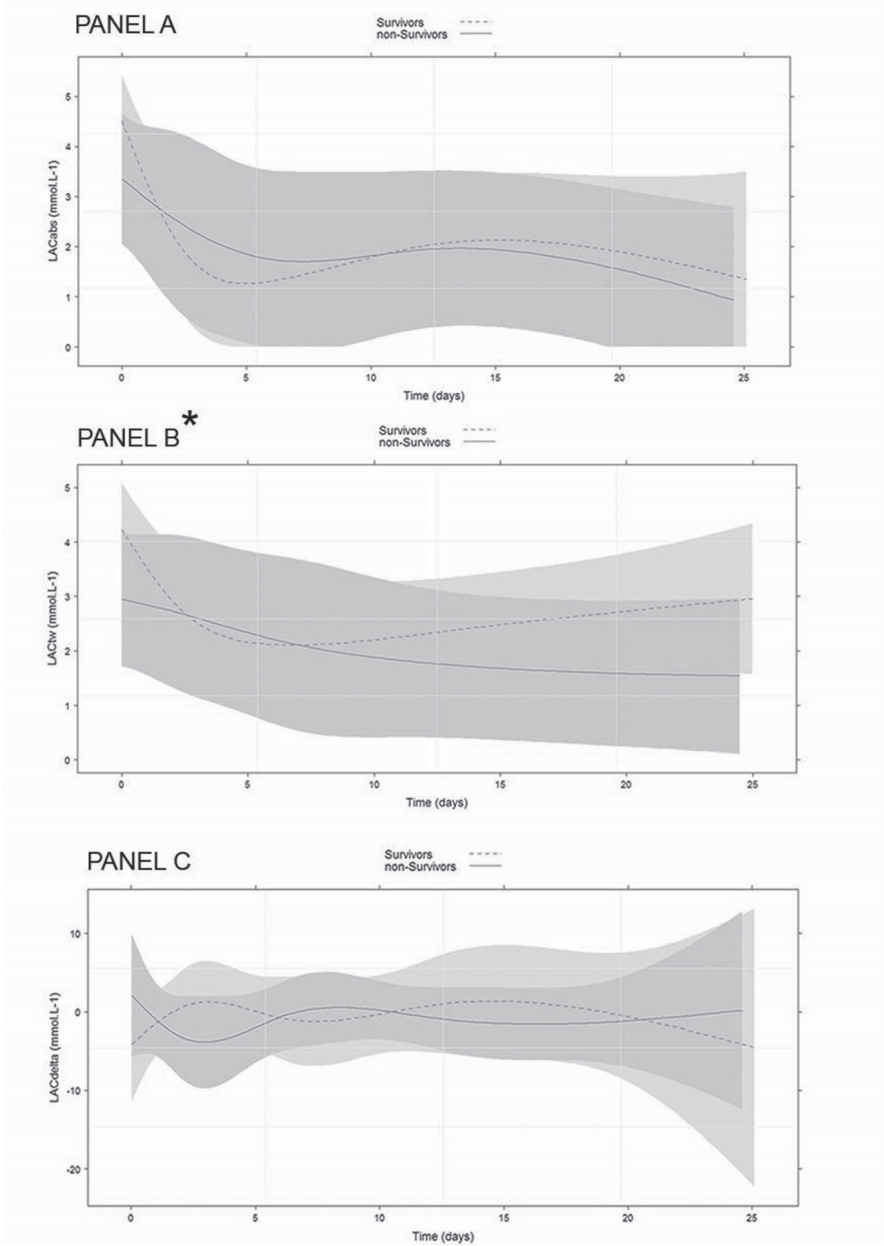 PANEL A
Survivors
non-Survivors
LACabs (mmol.L-1)
5
4
3
2
1
0
0 5 10 15 20 25
Time (days)
PANEL B*
Survivors
non-Survivors
LACtw (mmol.L-1)
5
4
3
2
1
0
0 5 10 15 20 25
Time (days)
PANEL C
Survivors
non-Survivors
LACdelta (mmol.L-1)
10
0
-10
-20
0 5 10 15 20 25
Time (days)